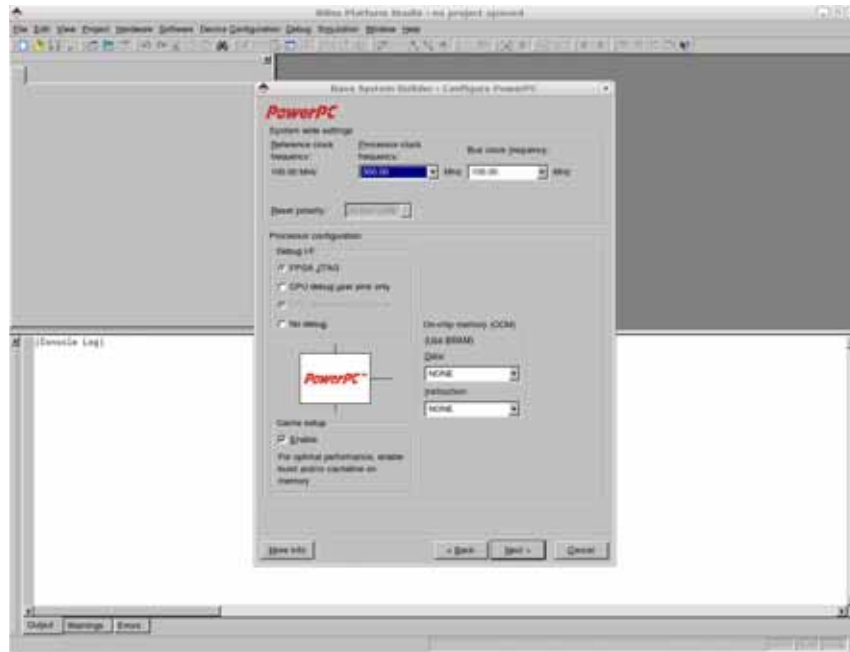 Xilinx Platform Studio - no project opened
File Edit View Project Hardware Software Device Configuration Debug Simulation Window Help
Base System Builder - Configure PowerPC
PowerPC
System wide settings
Reference clock frequency:
Processor clock frequency:
Bus clock frequency:
100.00 MHz
300.00 MHz
100.00 MHz
Reset polarity:
Processor configuration
Debug I/F
FPGA JTAG
CPU debug user pins only
No debug
On-chip memory (OCM)
(Use BRAM)
Data:
NONE
Instruction:
NONE
PowerPC™
Cache setup
Enable
For optimal performance, enable
burst and/or cacheline on
memory
More Info
< Back
Next >
Cancel
(Console Log)
Output
Warnings
Errors